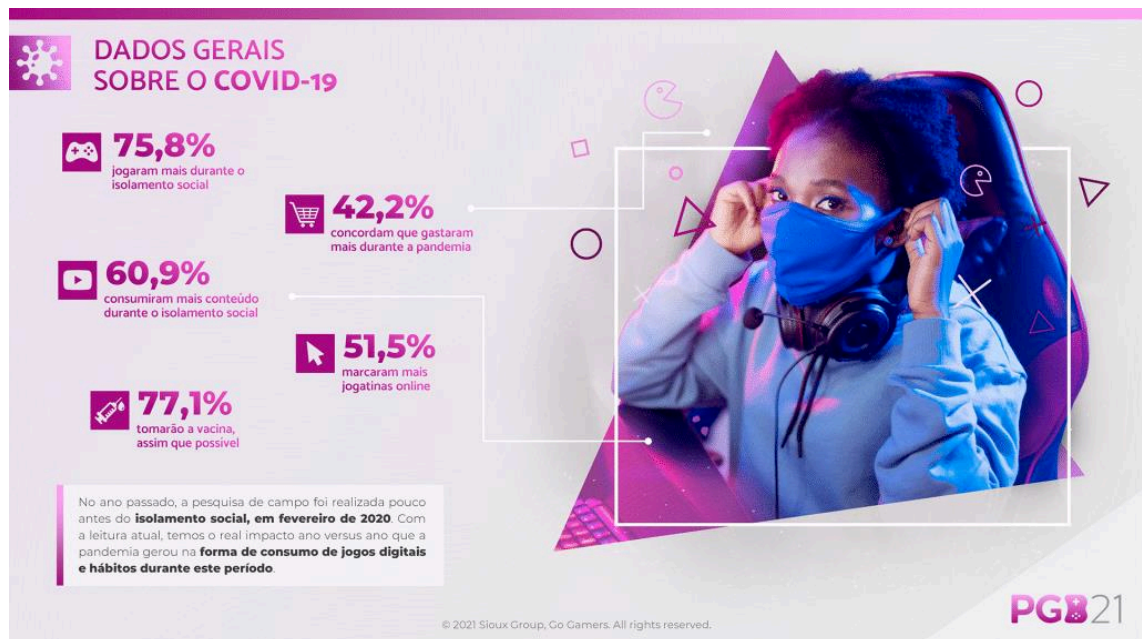 DADOS GERAIS
SOBRE O COVID-19
75,8%
jogaram mais durante o
isolamento social
42,2%
concordam que gastaram
mais durante a pandemia
60,9%
consumiram mais conteúdo
durante o isolamento social
51,5%
marcaram mais
jogatinas online
77,1%
tomarão a vacina,
assim que possivel
No ano passado, a pesquisa de campo foi realizada pouco
antes do isolamento social, em fevereiro de 2020. Com
a leitura atual, temos o real impacto ano versus ano que a
pandemia gerou na forma de consumo de jogos digitais
e hábitos durante este período.
© 2021 Sioux Group, Go Gamers. All rights reserved.
PGB21